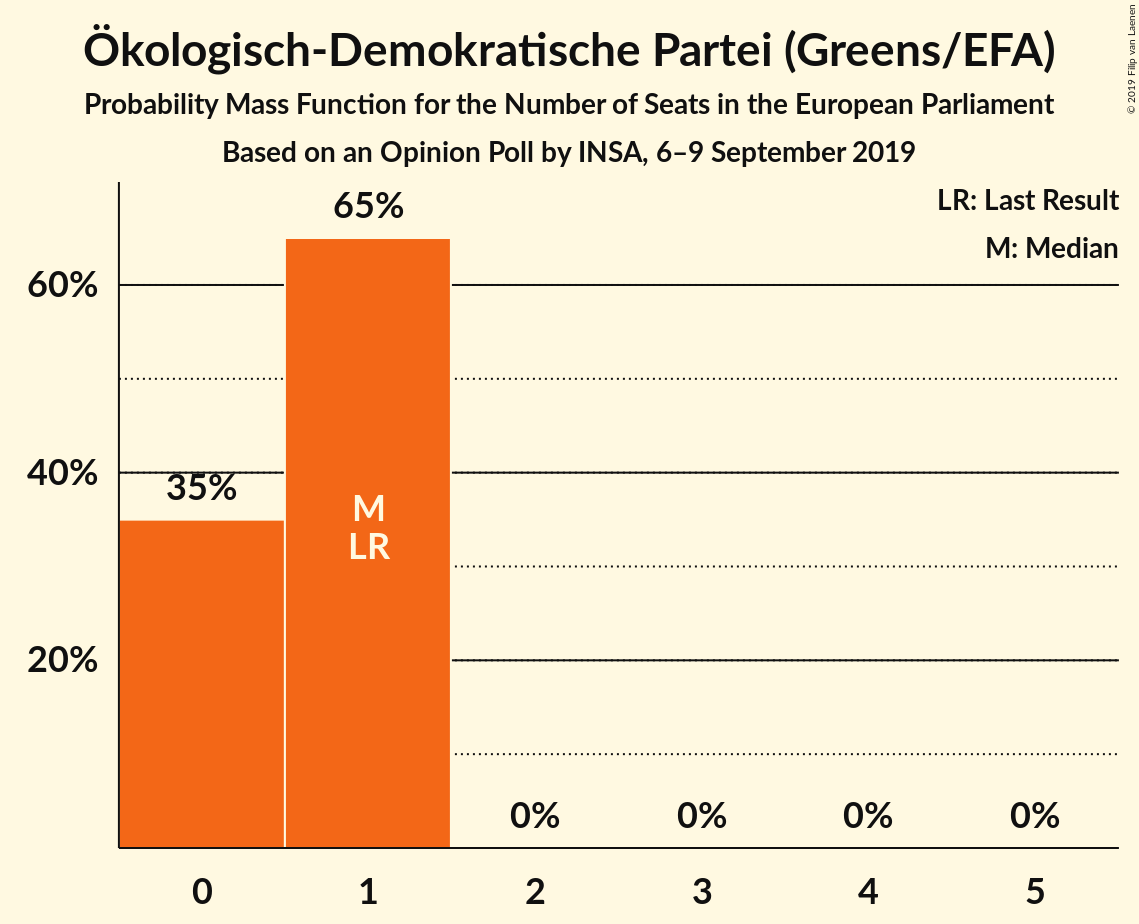 Ökologisch-Demokratische Partei (Greens/EFA)
Probability Mass Function for the Number of Seats in the European Parliament
Based on an Opinion Poll by INSA, 6–9 September 2019
© 2019 Filip van Laenen
LR: Last Result
M: Median
65%
60%
40%
35%
M
LR
20%
0% 0% 0% 0%
0 1 2 3 4 5